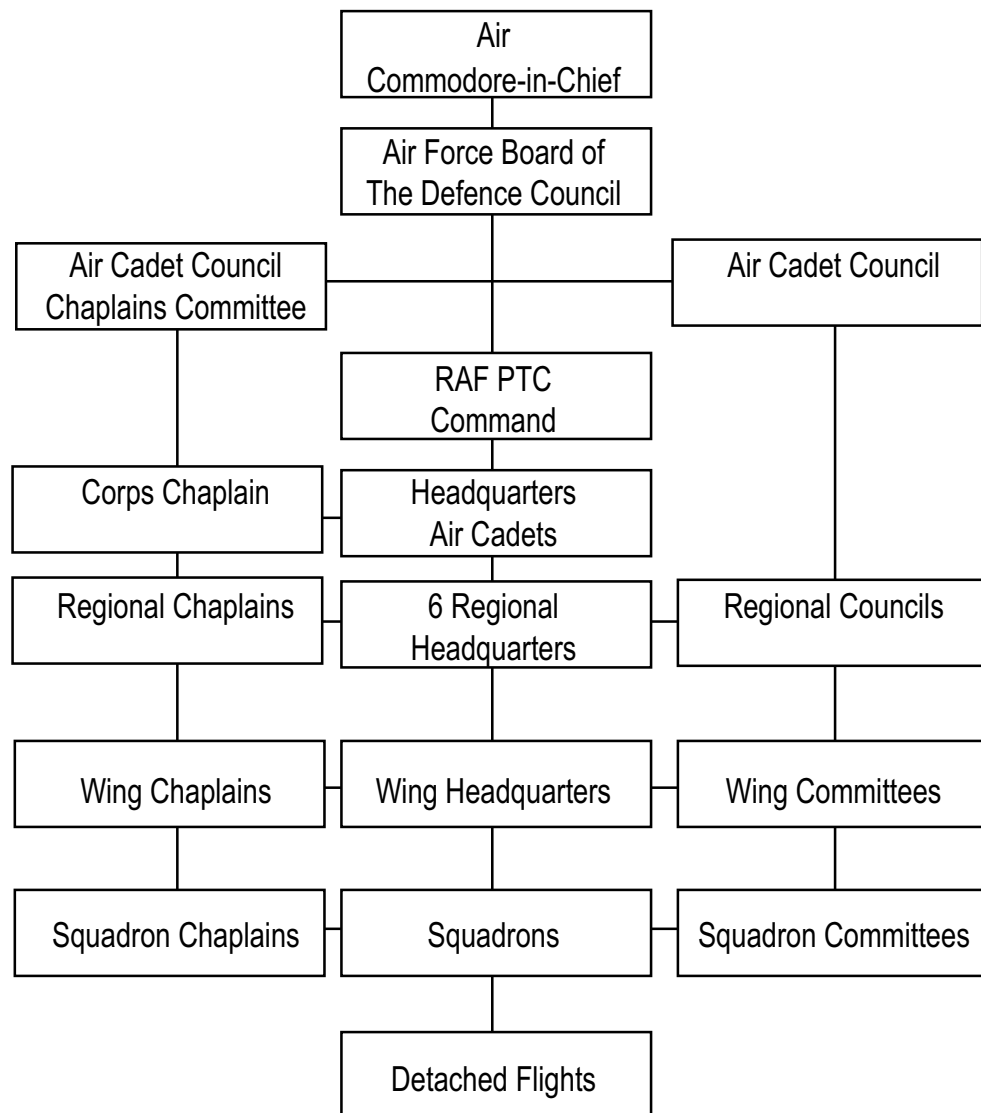 Air
Commodore-in-Chief
Air Force Board of
The Defence Council
Air Cadet Council
Chaplains Committee
Air Cadet Council
RAF PTC
Command
Corps Chaplain
Headquarters
Air Cadets
Regional Chaplains
6 Regional
Headquarters
Regional Councils
Wing Chaplains
Wing Headquarters
Wing Committees
Squadron Chaplains
Squadrons
Squadron Committees
Detached Flights